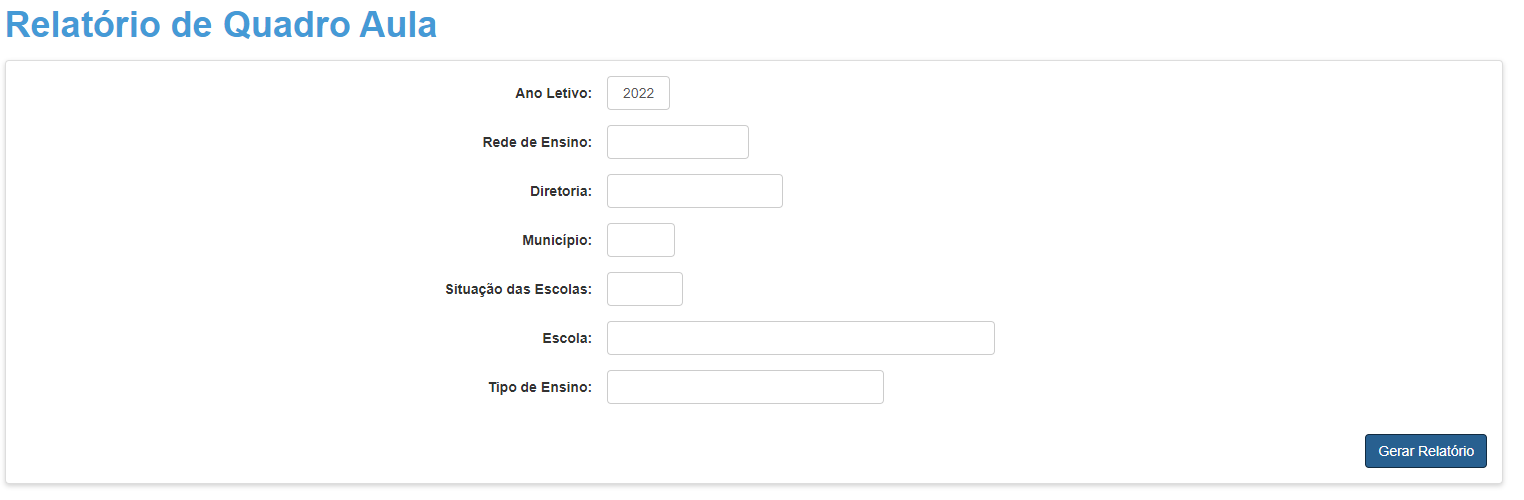 Relatório de Quadro Aula
Ano Letivo: 2022
Rede de Ensino:
Diretoria:
Município:
Situação das Escolas:
Escola:
Tipo de Ensino:
Gerar Relatório